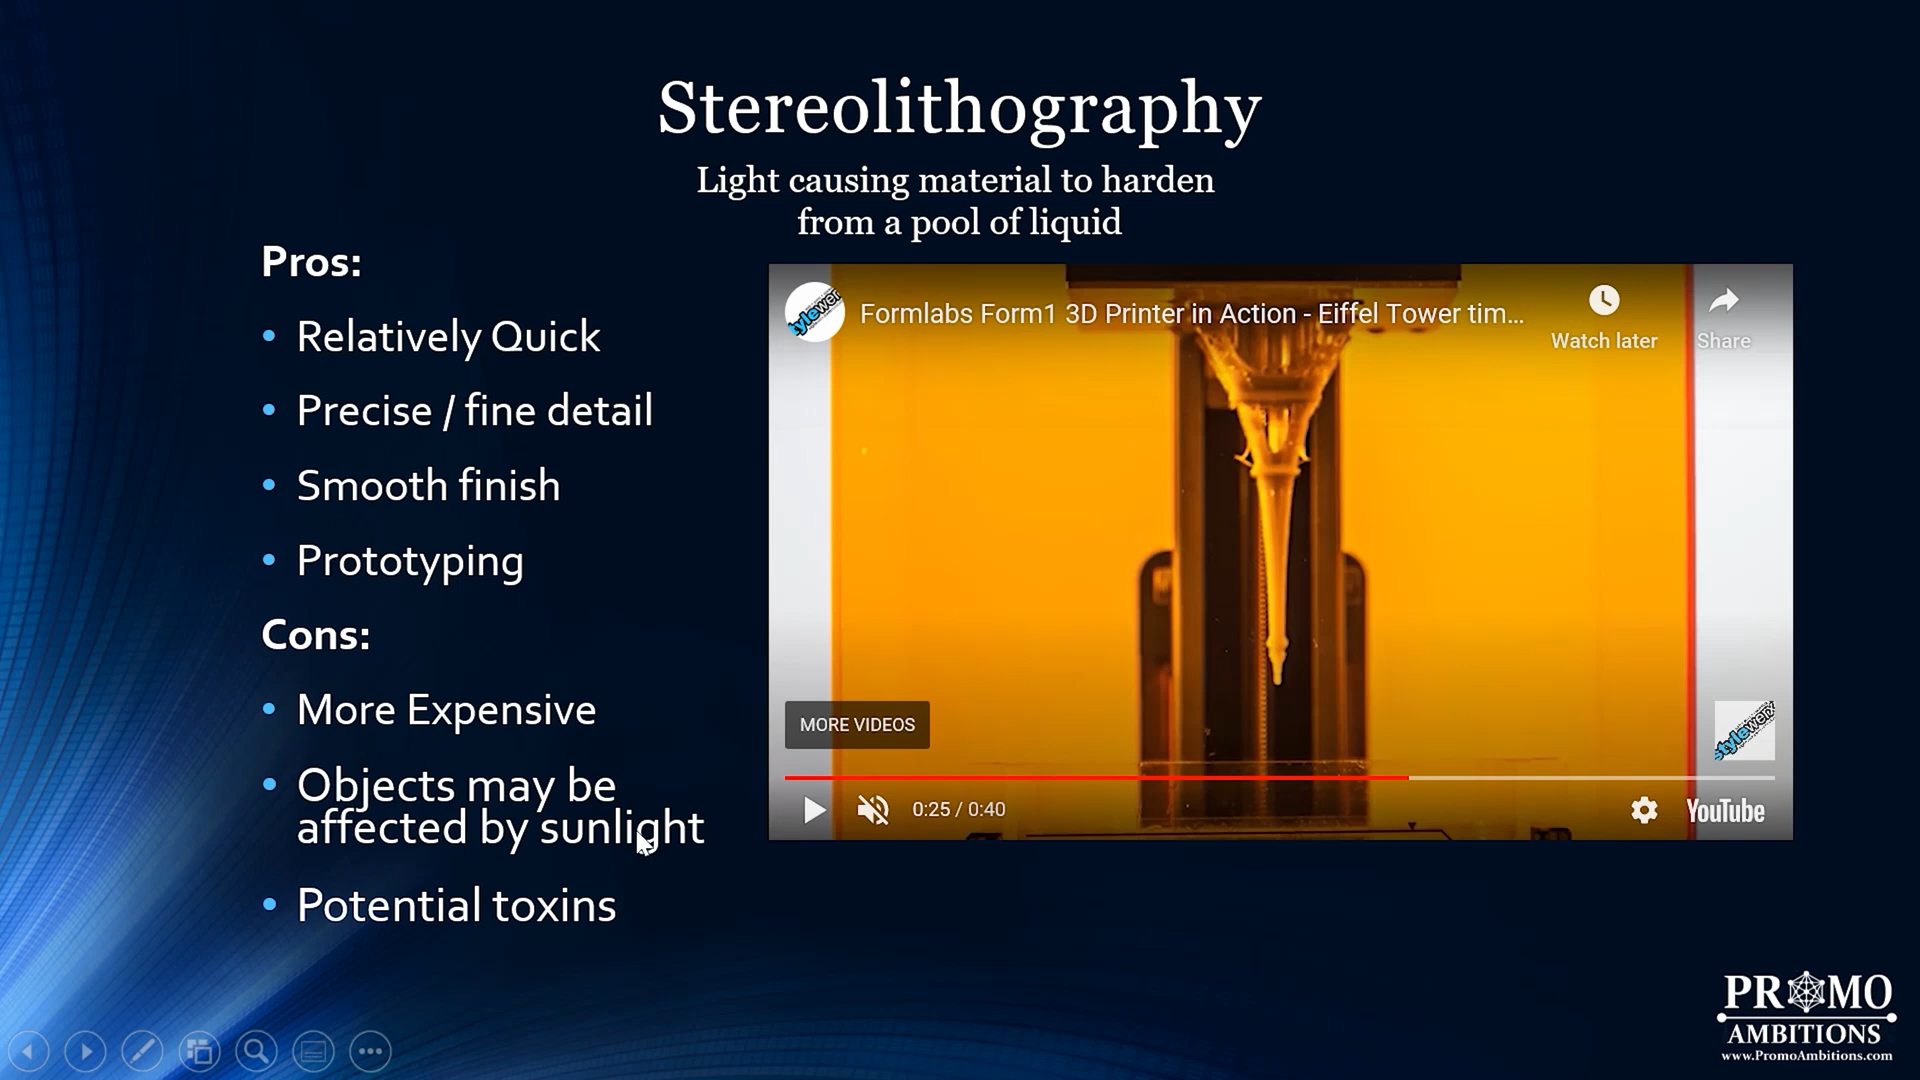 Stereolithography
Light causing material to harden
from a pool of liquid
Pros:
• Relatively Quick
• Precise / fine detail
• Smooth finish
• Prototyping
Cons:
• More Expensive
• Objects may be
affected by sunlight
• Potential toxins
tylewer
Formlabs Form1 3D Printer in Action - Eiffel Tower tim...
Watch later
Share
MORE VIDEOS
stylewerx
0:25 / 0:40
YouTube
PROMO
AMBITIONS
www.PromoAmbitions.com